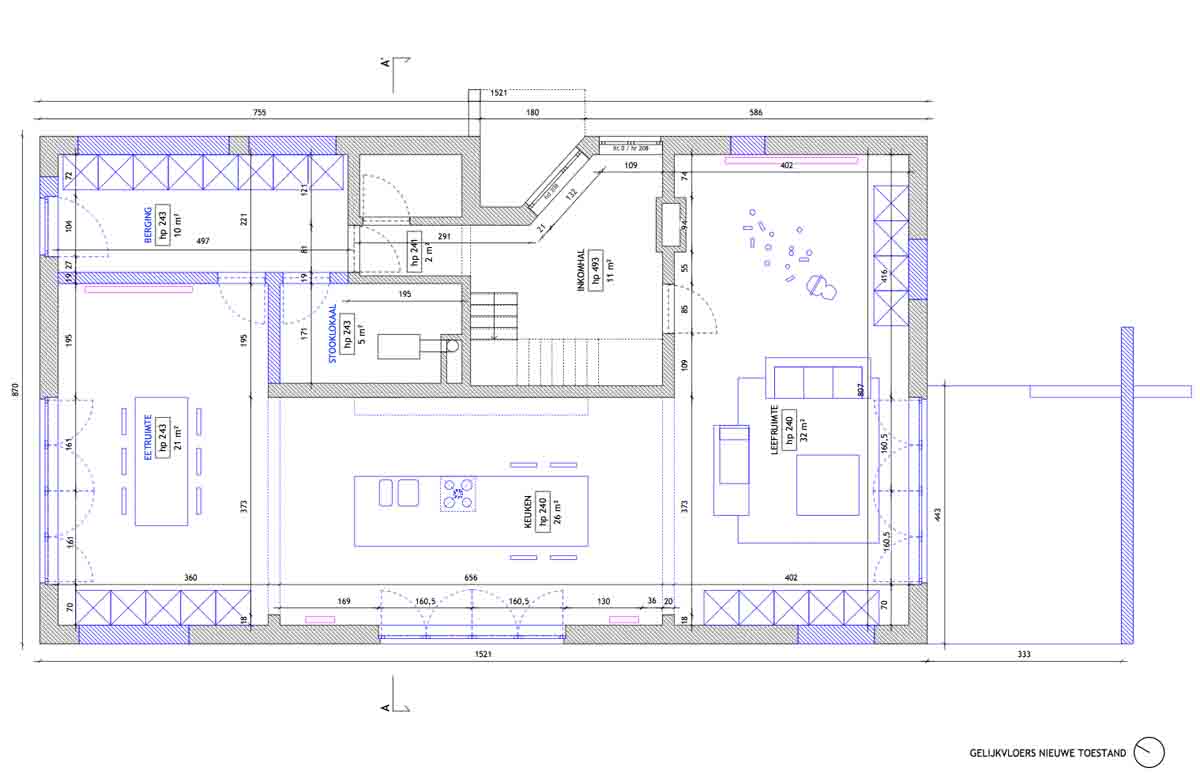 A'
1521
755
180
586
lt: 0 / hr 208
109
402
132
21
72
104
27
19
121
221
81
19
BERGING
hp 243
10 m²
497
291
hp 241
2 m²
INKOMHAL
hp 493
11 m²
74
94
55
85
109
416
195
195
171
195
STOOKLOKAAL
hp 243
5 m²
870
807
EETRUIMTE
hp 243
21 m²
161
161
373
KEUKEN
hp 240
26 m²
373
LEEFRUIMTE
hp 240
32 m²
160,5
160,5
443
360
656
402
70
18
169
160,5
160,5
130
36
20
18
70
1521
333
A
GELIJKVLOERS NIEUWE TOESTAND